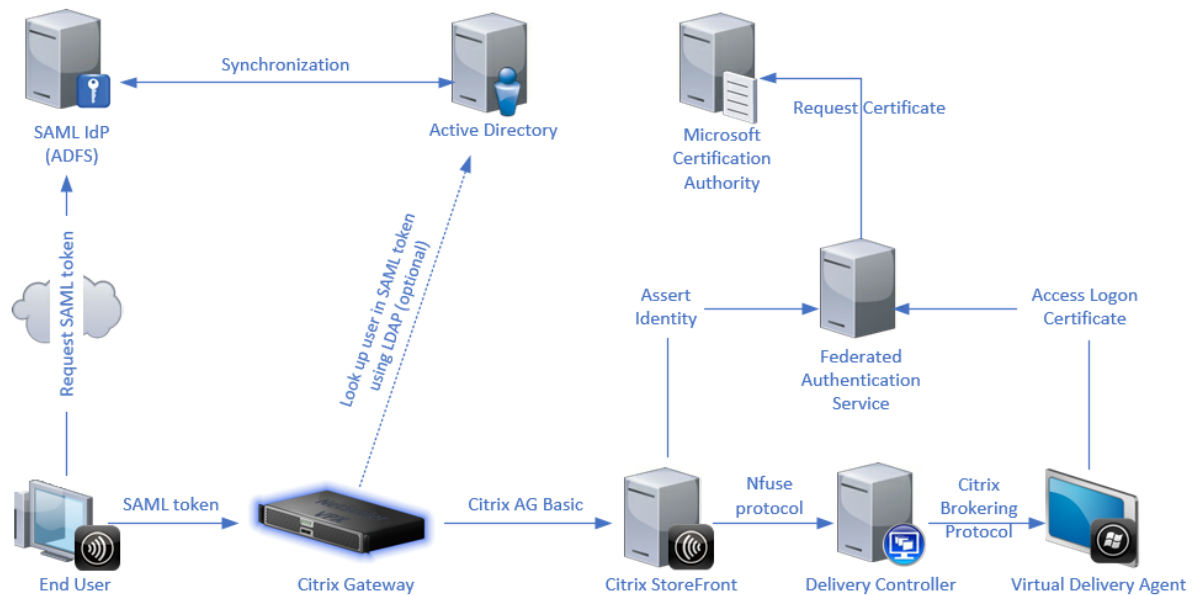 Synchronization
SAML IdP
(ADFS)
Active Directory
Microsoft
Certification
Authority
Request Certificate
Request SAML token
Look up user in SAML token
using LDAP (optional)
Assert
Identity
Federated
Authentication
Service
Access Logon
Certificate
SAML token
Citrix AG Basic
Nfuse
protocol
Citrix
Brokering
Protocol
End User
Citrix Gateway
Citrix StoreFront
Delivery Controller
Virtual Delivery Agent